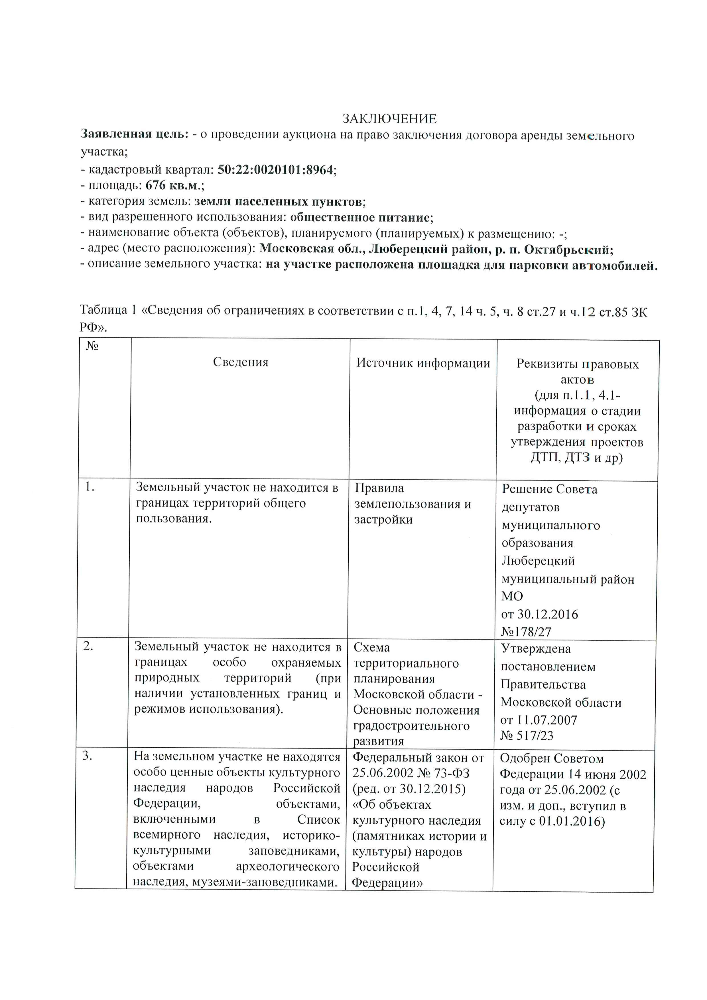 ЗАКЛЮЧЕНИЕ
Заявленная цель: - о проведении аукциона на право заключения договора аренды земельного
участка;
- кадастровый квартал: 50:22:0020101:8964;
- площадь: 676 кв.м.;
- категория земель: земли населенных пунктов;
- вид разрешенного использования: общественное питание;
- наименование объекта (объектов), планируемого (планируемых) к размещению: -;
- адрес (место расположения): Московская обл., Люберецкий район, р. п. Октябрьский;
- описание земельного участка: на участке расположена площадка для парковки автомобилей.
Таблица 1 «Сведения об ограничениях в соответствии с п.1, 4, 7, 14 ч. 5, ч. 8 ст.27 и ч.12 ст.85 ЗК
РФ».
№
Сведения
Источник информации
Реквизиты правовых
актов
(для п.1.1, 4.1-
информация о стадии
разработки и сроках
утверждения проектов
ДТП, ДТЗ и др)
1.
Земельный участок не находится в
границах территорий общего
пользования.
Правила
землепользования и
застройки
Решение Совета
депутатов
муниципального
образования
Люберецкий
муниципальный район
МО
от 30.12.2016
№178/27
2.
Земельный участок не находится в
границах особо охраняемых
природных территорий (при
наличии установленных границ и
режимов использования).
Схема
территориального
планирования
Московской области -
Основные положения
градостроительного
развития
Утверждена
постановлением
Правительства
Московской области
от 11.07.2007
№ 517/23
3.
На земельном участке не находятся
особо ценные объекты культурного
наследия народов Российской
Федерации, объектами,
включенными в Список
всемирного наследия, историко-
культурными заповедниками,
объектами археологического
наследия, музеями-заповедниками.
Федеральный закон от
25.06.2002 № 73-ФЗ
(ред. от 30.12.2015)
«Об объектах
культурного наследия
(памятниках истории и
культуры) народов
Российской
Федерации»
Одобрен Советом
Федерации 14 июня 2002
года от 25.06.2002 (с
изм. и доп., вступил в
силу с 01.01.2016)